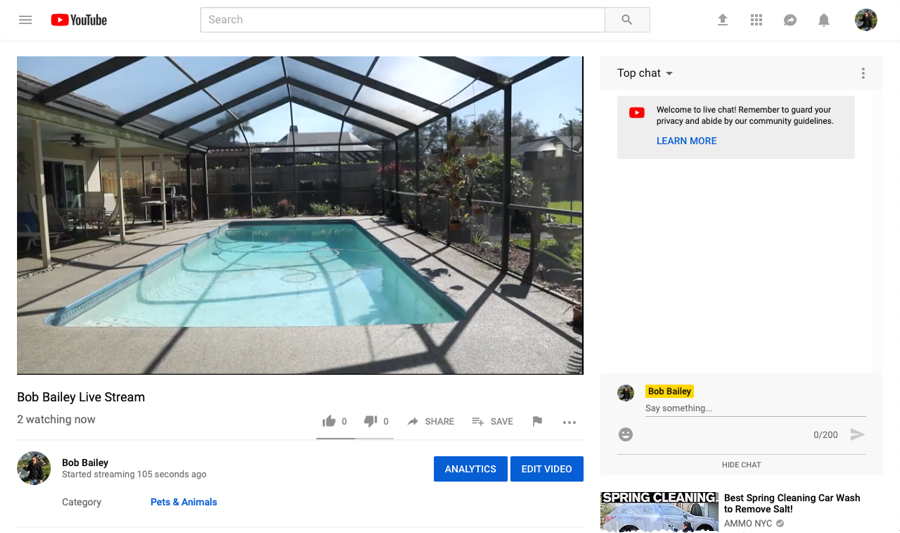 YouTube
Search
Top chat
Welcome to live chat! Remember to guard your
privacy and abide by our community guidelines.
LEARN MORE
Bob Bailey Live Stream
2 watching now
0
0
SHARE
SAVE
Bob Bailey
Started streaming 105 seconds ago
ANALYTICS
EDIT VIDEO
Category
Pets & Animals
Bob Bailey
Say something...
0/200
HIDE CHAT
SPRING CLEANING
Best Spring Cleaning Car Wash
to Remove Salt!
AMMO NYC